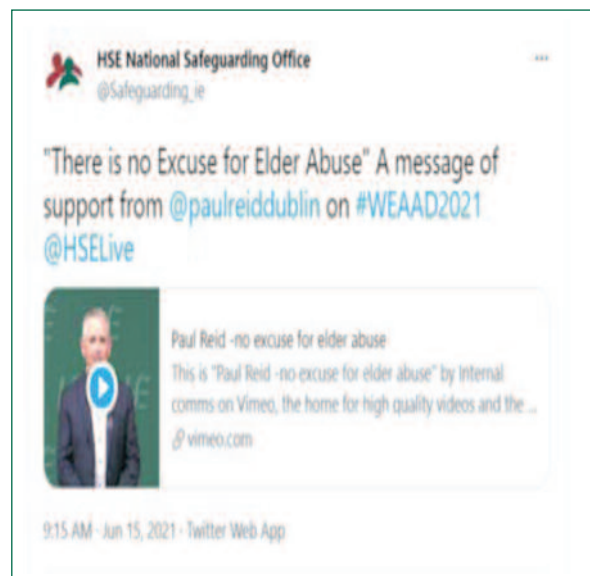 HSE National Safeguarding Office
@Safeguarding_ie
"There is no Excuse for Elder Abuse" A message of
support from @paulreiddublin on #WEAAD2021
@HSELive
Paul Reid -no excuse for elder abuse
This is "Paul Reid -no excuse for elder abuse" by Internal
comms on Vimeo, the home for high quality videos and the ...
vimeo.com
9:15 AM · Jun 15, 2021 · Twitter Web App